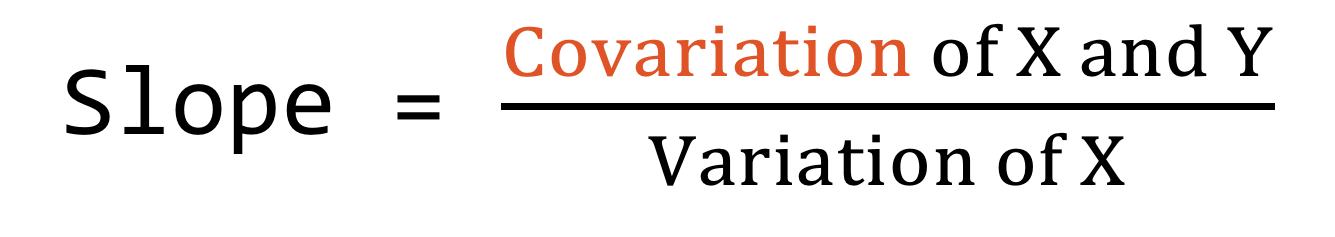 Slope = Covariation of X and Y
Variation of X